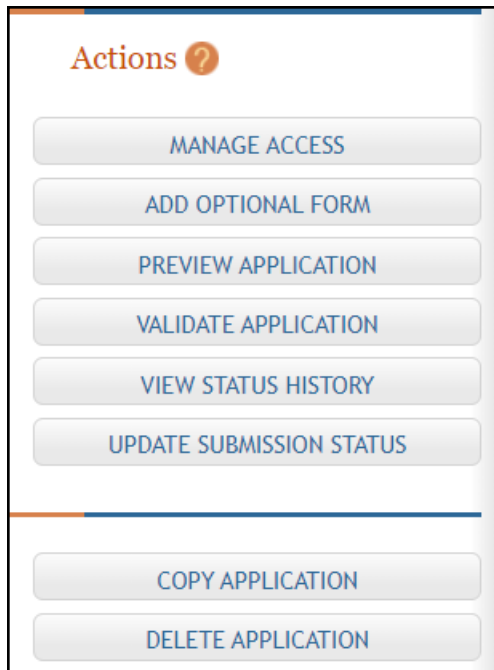 Actions ?
MANAGE ACCESS
ADD OPTIONAL FORM
PREVIEW APPLICATION
VALIDATE APPLICATION
VIEW STATUS HISTORY
UPDATE SUBMISSION STATUS
COPY APPLICATION
DELETE APPLICATION